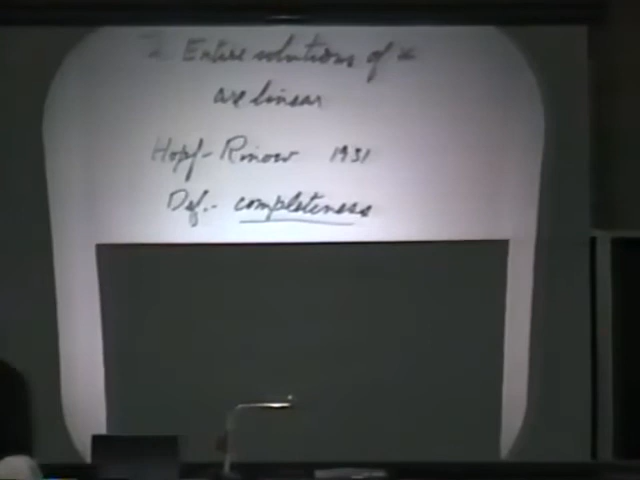 Entire solutions of *
are linear
Hopf-Rinow 1931
Def.- completeness